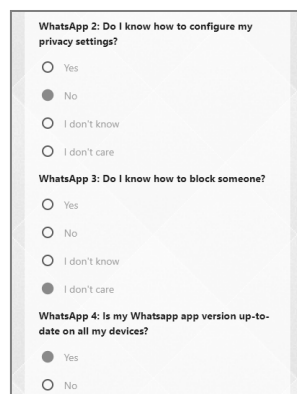 WhatsApp 2: Do I know how to configure my
privacy settings?
Yes
No
I don't know
I don't care
WhatsApp 3: Do I know how to block someone?
Yes
No
I don't know
I don't care
WhatsApp 4: Is my Whatsapp app version up-to-
date on all my devices?
Yes
No